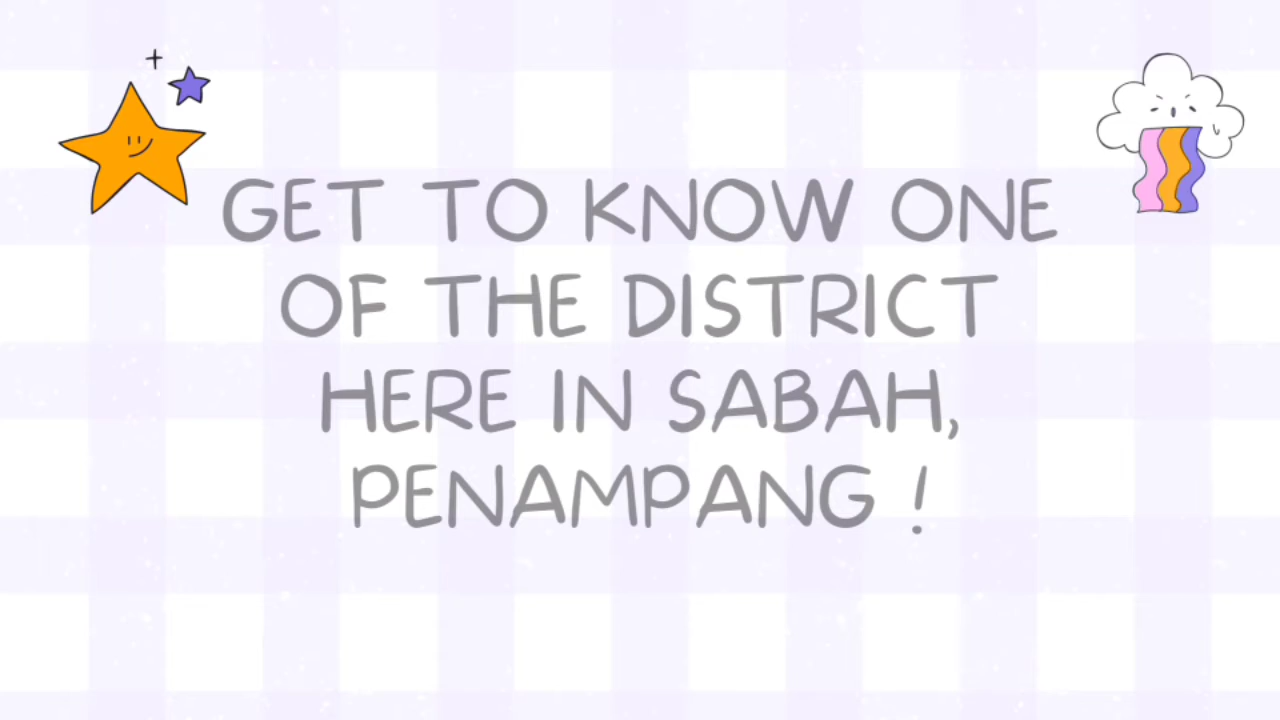 GET TO KNOW ONE
OF THE DISTRICT
HERE IN SABAH,
PENAMPANG !